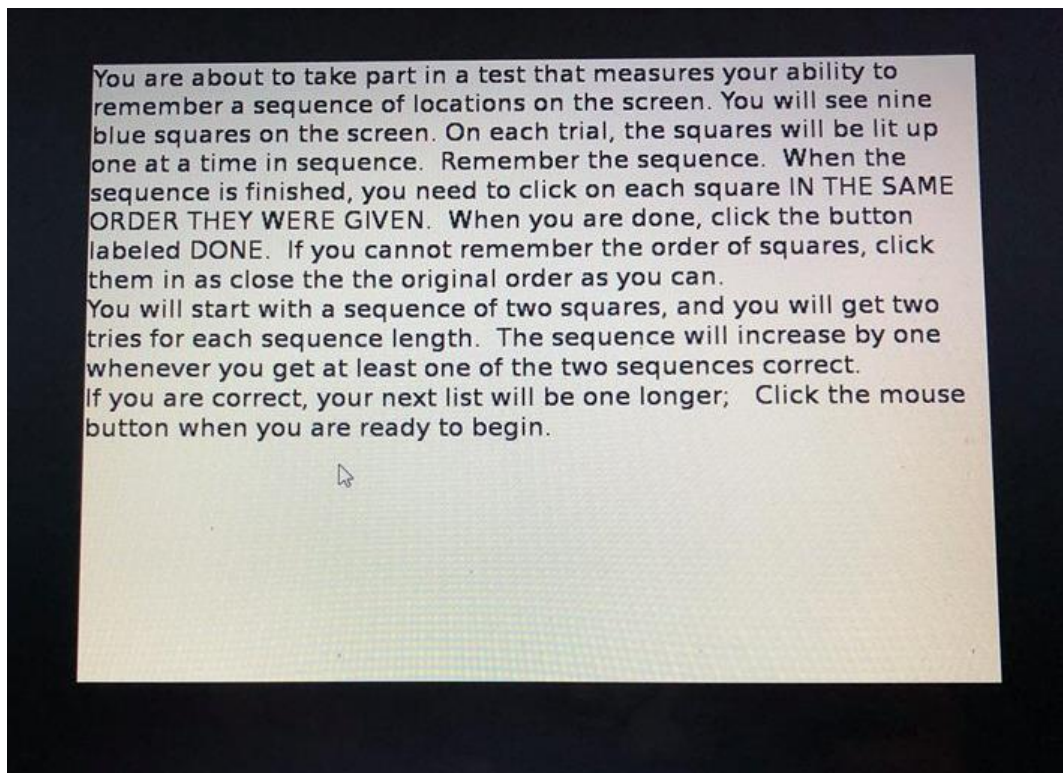 You are about to take part in a test that measures your ability to
remember a sequence of locations on the screen. You will see nine
blue squares on the screen. On each trial, the squares will be lit up
one at a time in sequence.  Remember the sequence.  When the
sequence is finished, you need to click on each square IN THE SAME
ORDER THEY WERE GIVEN.  When you are done, click the button
labeled DONE.  If you cannot remember the order of squares, click
them in as close the the original order as you can.
You will start with a sequence of two squares, and you will get two
tries for each sequence length.  The sequence will increase by one
whenever you get at least one of the two sequences correct.
If you are correct, your next list will be one longer;   Click the mouse
button when you are ready to begin.